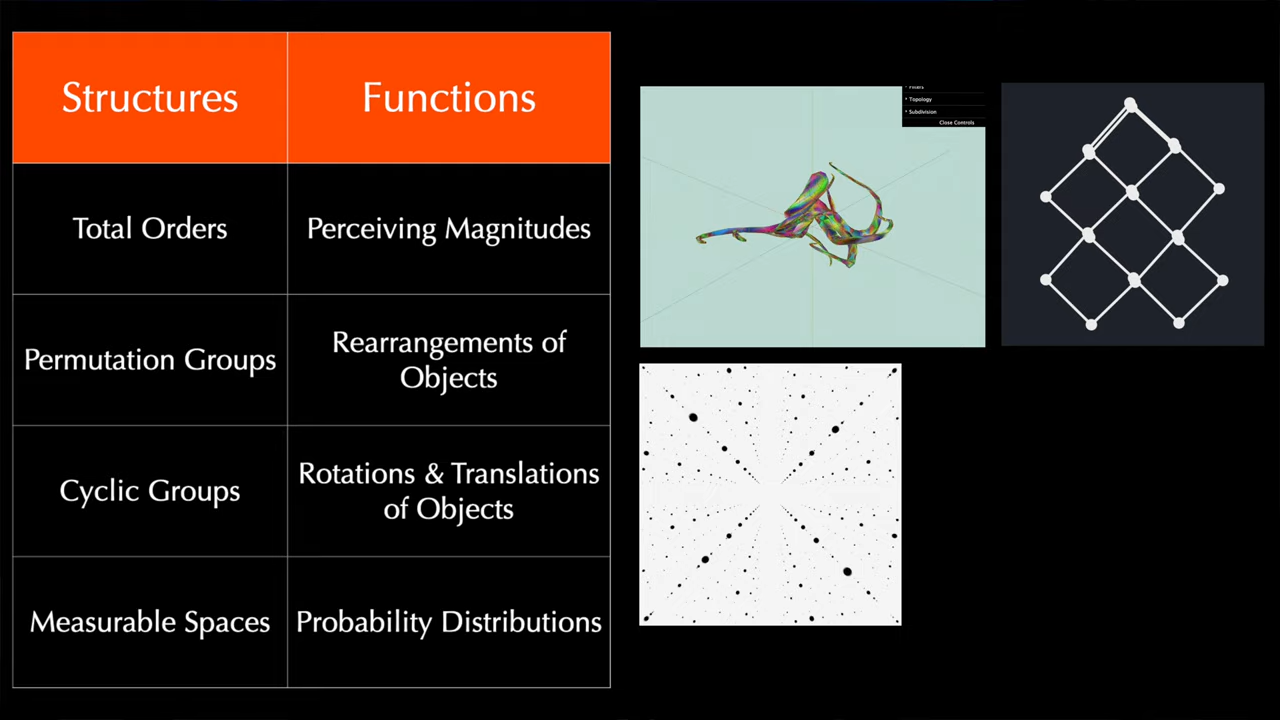 Structures
Functions
Total Orders
Perceiving Magnitudes
Permutation Groups
Rearrangements of
Objects
Cyclic Groups
Rotations & Translations
of Objects
Measurable Spaces
Probability Distributions
Topology
Subdivision
Close Controls